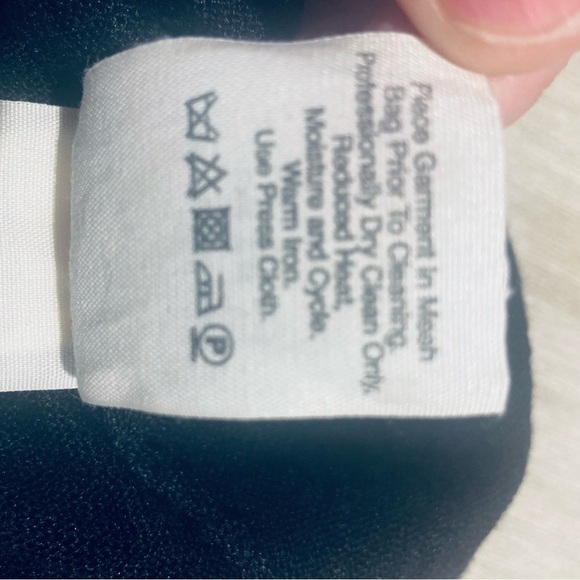 Piece Garment In Mesh
Bag Prior To Cleaning.
Professionally Dry Clean Only,
Reduced Heat,
Moisture and Cycle.
Warm Iron.
Use Press Cloth.
P